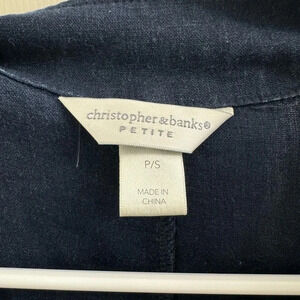 christopher&banks®
PETITE
P/S
MADE IN
CHINA